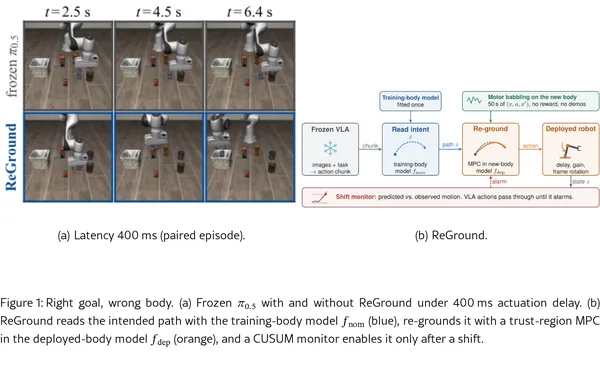 t=2.5 s t=4.5 s t=6.4 s
frozen π0.5
ReGround
Training-body model
fitted once
Motor babbling on the new body
50 s of (x, a, x′), no reward, no demos
Frozen VLA
images + task
→ action chunk
chunk
Read intent
training-body
model fnom
path
Re-ground
MPC in new-body
model fdep
action
Deployed robot
delay, gain,
frame rotation
alarm
state
Shift monitor: predicted vs. observed motion. VLA actions pass through until it alarms.
(a) Latency 400 ms (paired episode).
(b) ReGround.
Figure 1: Right goal, wrong body. (a) Frozen π0.5 with and without ReGround under 400 ms actuation delay. (b)
ReGround reads the intended path with the training-body model fnom (blue), re-grounds it with a trust-region MPC
in the deployed-body model fdep (orange), and a CUSUM monitor enables it only after a shift.